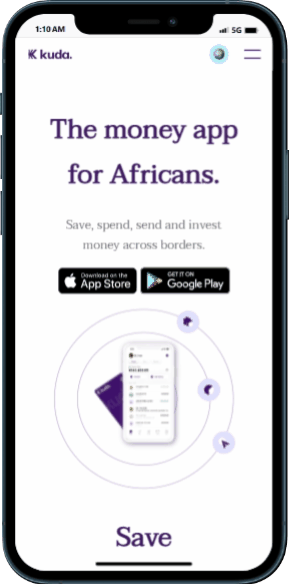 1:10 AM
5G
kuda.
The money app
for Africans.
Save, spend, send and invest
money across borders.
Download on the
App Store
GET IT ON
Google Play
kuda
Save